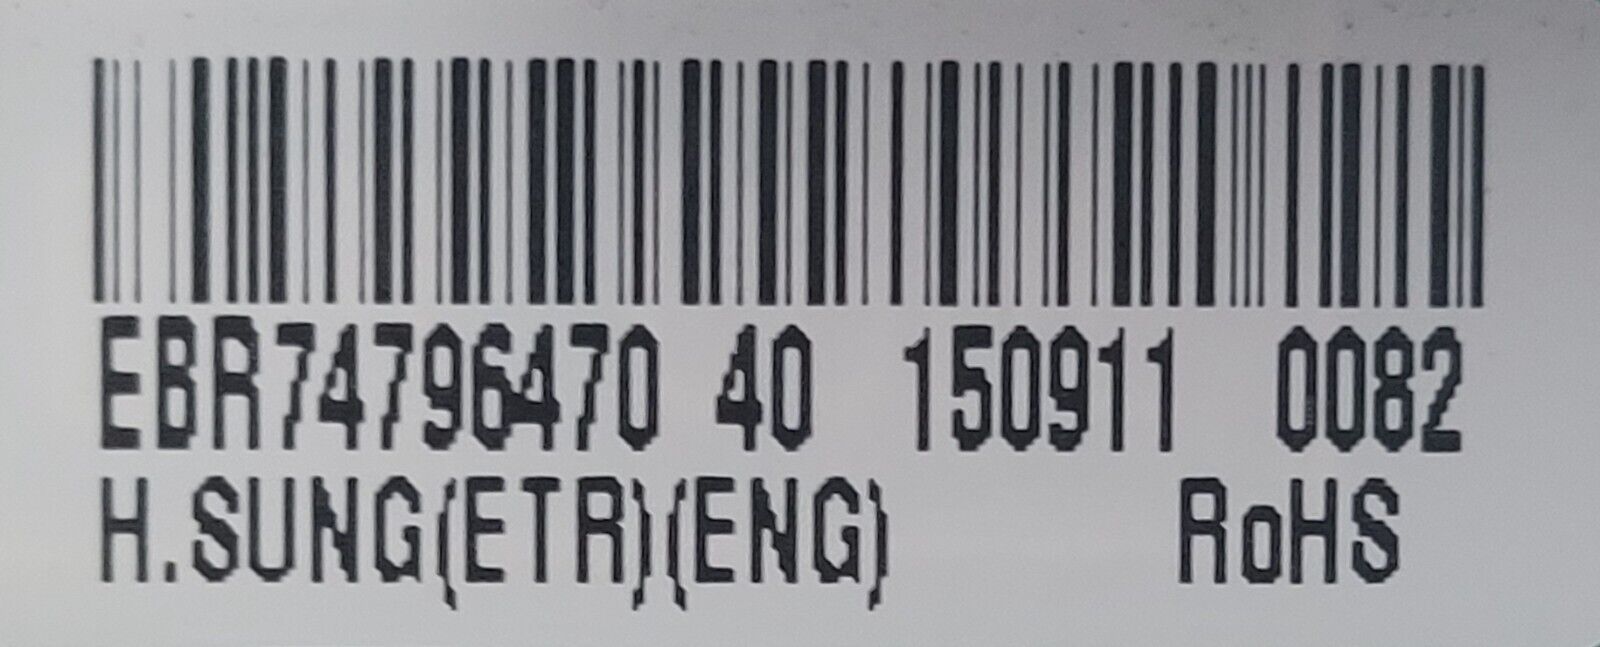 EBR74796470 40 150911 0082
H.SUNG(ETR)(ENG) RoHS